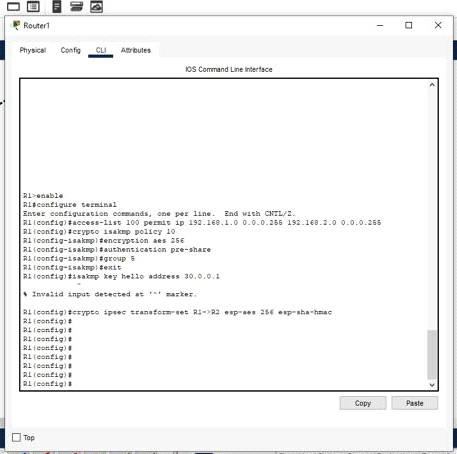 Router1
Physical Config CLI Attributes
IOS Command Line Interface
R1>enable
R1#configure terminal
Enter configuration commands, one per line. End with CNTL/Z.
R1(config)#access-list 100 permit ip 192.168.1.0 0.0.0.255 192.168.2.0 0.0.0.255
R1(config)#crypto isakmp policy 10
R1(config-isakmp)#encryption aes 256
R1(config-isakmp)#authentication pre-share
R1(config-isakmp)#group 5
R1(config-isakmp)#exit
R1(config)#isakmp key hello address 30.0.0.1
^
% Invalid input detected at '^' marker.
R1(config)#crypto ipsec transform-set R1->R2 esp-aes 256 esp-sha-hmac
R1(config)#
R1(config)#
R1(config)#
R1(config)#
R1(config)#
R1(config)#
R1(config)#
R1(config)#
Copy Paste
Top